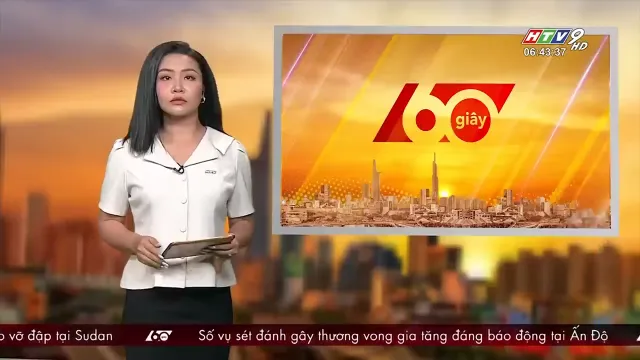 HTV9 HD
06:43:37
60 giây
vỡ đập tại Sudan 60 Số vụ sét đánh gây thương vong gia tăng đáng báo động tại Ấn Độ